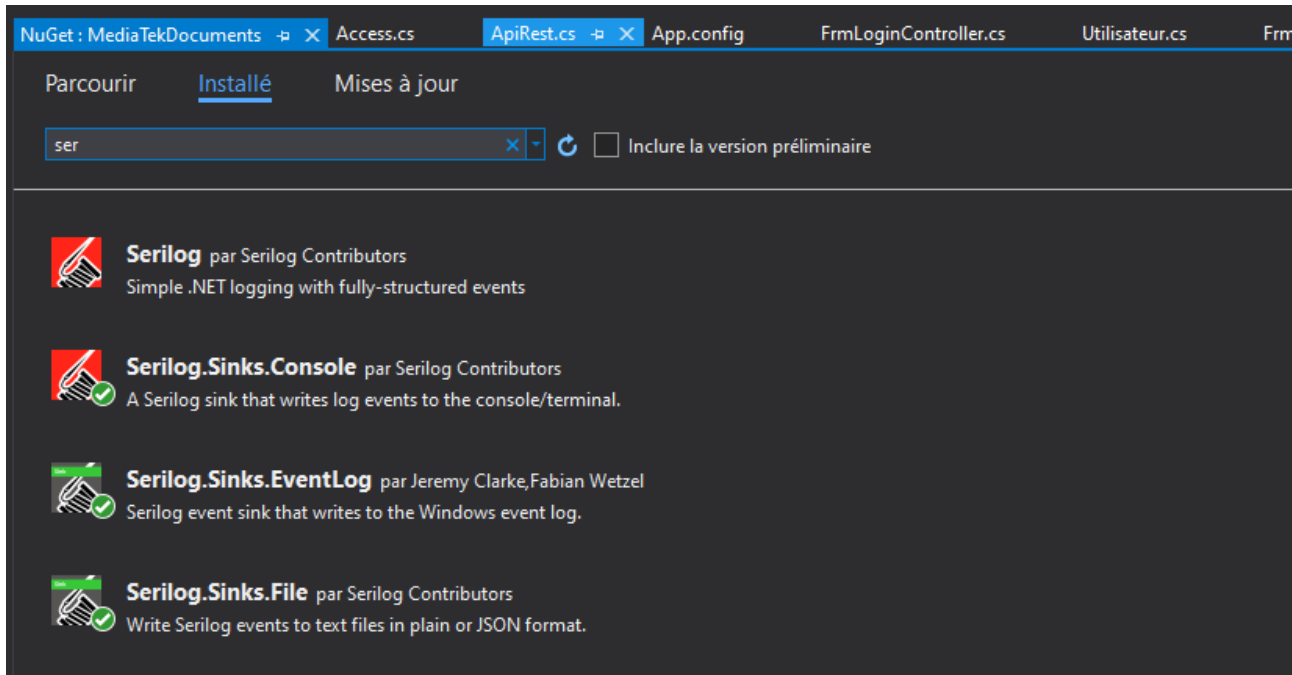 NuGet : MediaTekDocuments Access.cs ApiRest.cs App.config FrmLoginController.cs Utilisateur.cs Frm
Parcourir Installé Mises à jour
ser Inclure la version préliminaire
Serilog par Serilog Contributors
Simple .NET logging with fully-structured events
Serilog.Sinks.Console par Serilog Contributors
A Serilog sink that writes log events to the console/terminal.
Serilog.Sinks.EventLog par Jeremy Clarke,Fabian Wetzel
Serilog event sink that writes to the Windows event log.
Serilog.Sinks.File par Serilog Contributors
Write Serilog events to text files in plain or JSON format.